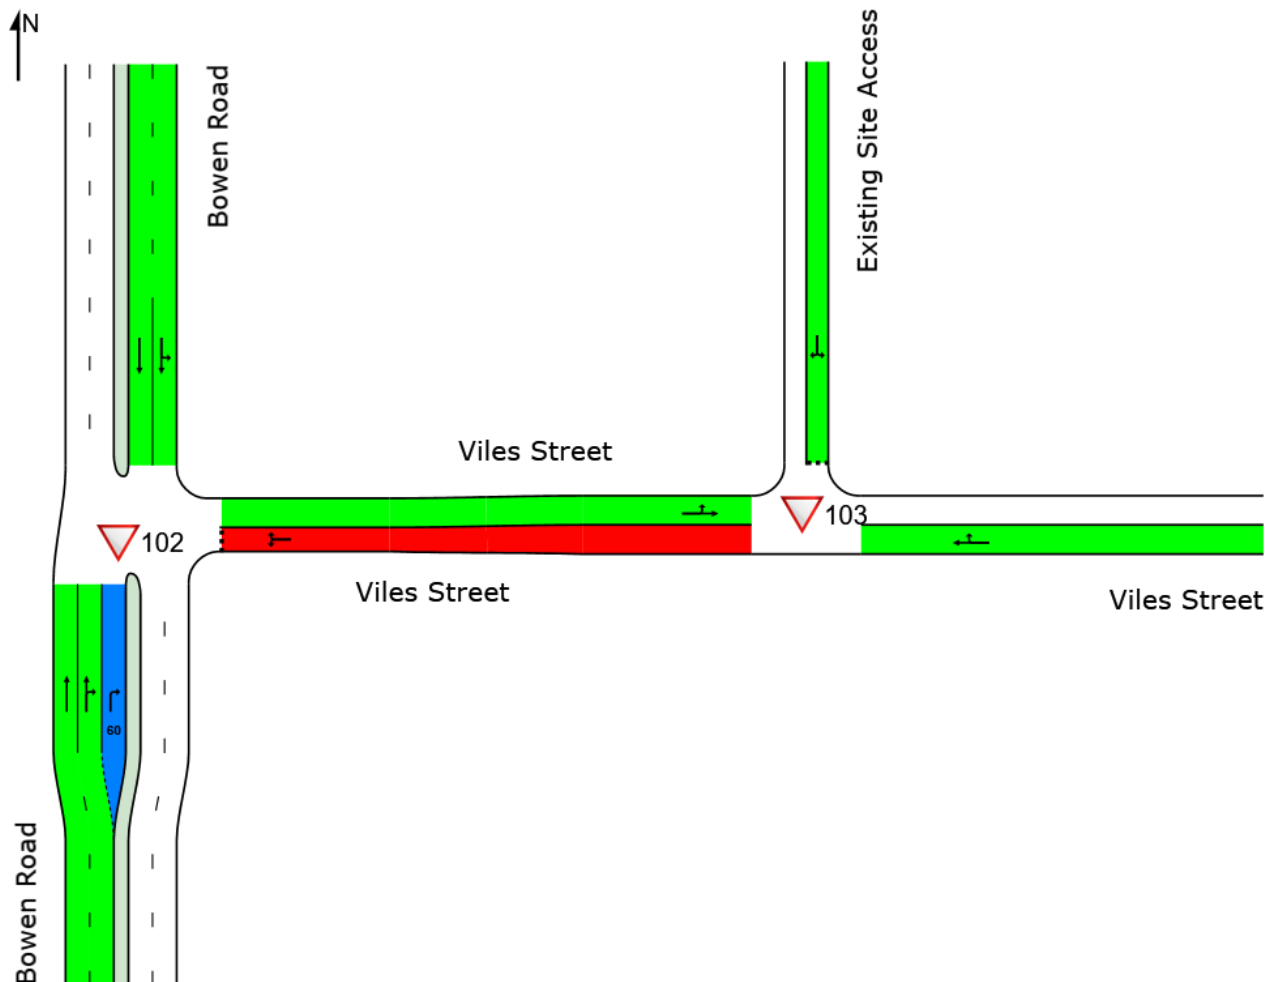 N
Bowen Road
Existing Site Access
Viles Street
103
102
Viles Street
Viles Street
60
Bowen Road